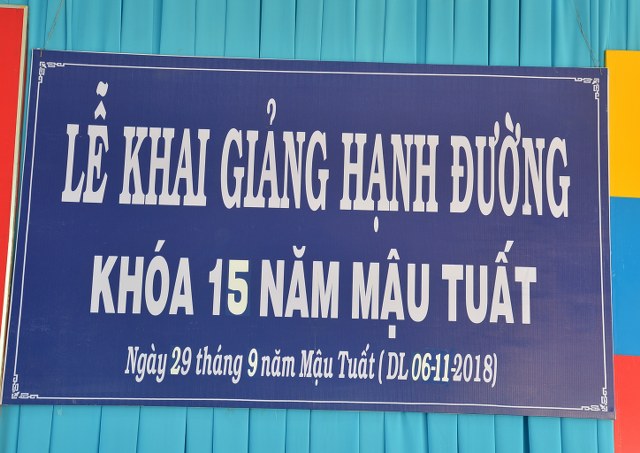 LỄ KHAI GIẢNG HẠNH ĐƯỜNG
KHÓA 15 NĂM MẬU TUẤT
Ngày 29 tháng 9 năm Mậu Tuất ( DL 06-11-2018)